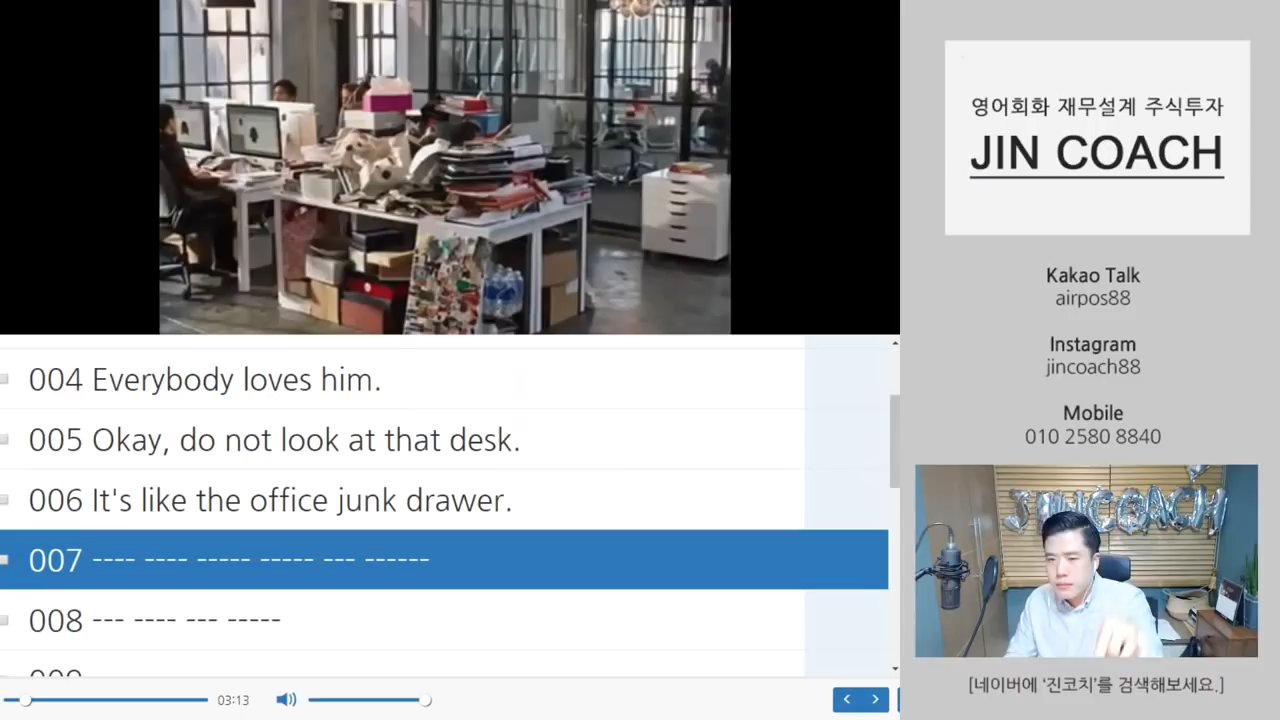 004 Everybody loves him.
005 Okay, do not look at that desk.
006 It's like the office junk drawer.
007 ---- ---- ----- ----- --- ------
008 --- ---- --- -----
03:13
영어회화 재무설계 주식투자
JIN COACH
Kakao Talk
airpos88
Instagram
jincoach88
Mobile
010 2580 8840
JINCOACH
[네이버에 '진코치'를 검색해보세요.]